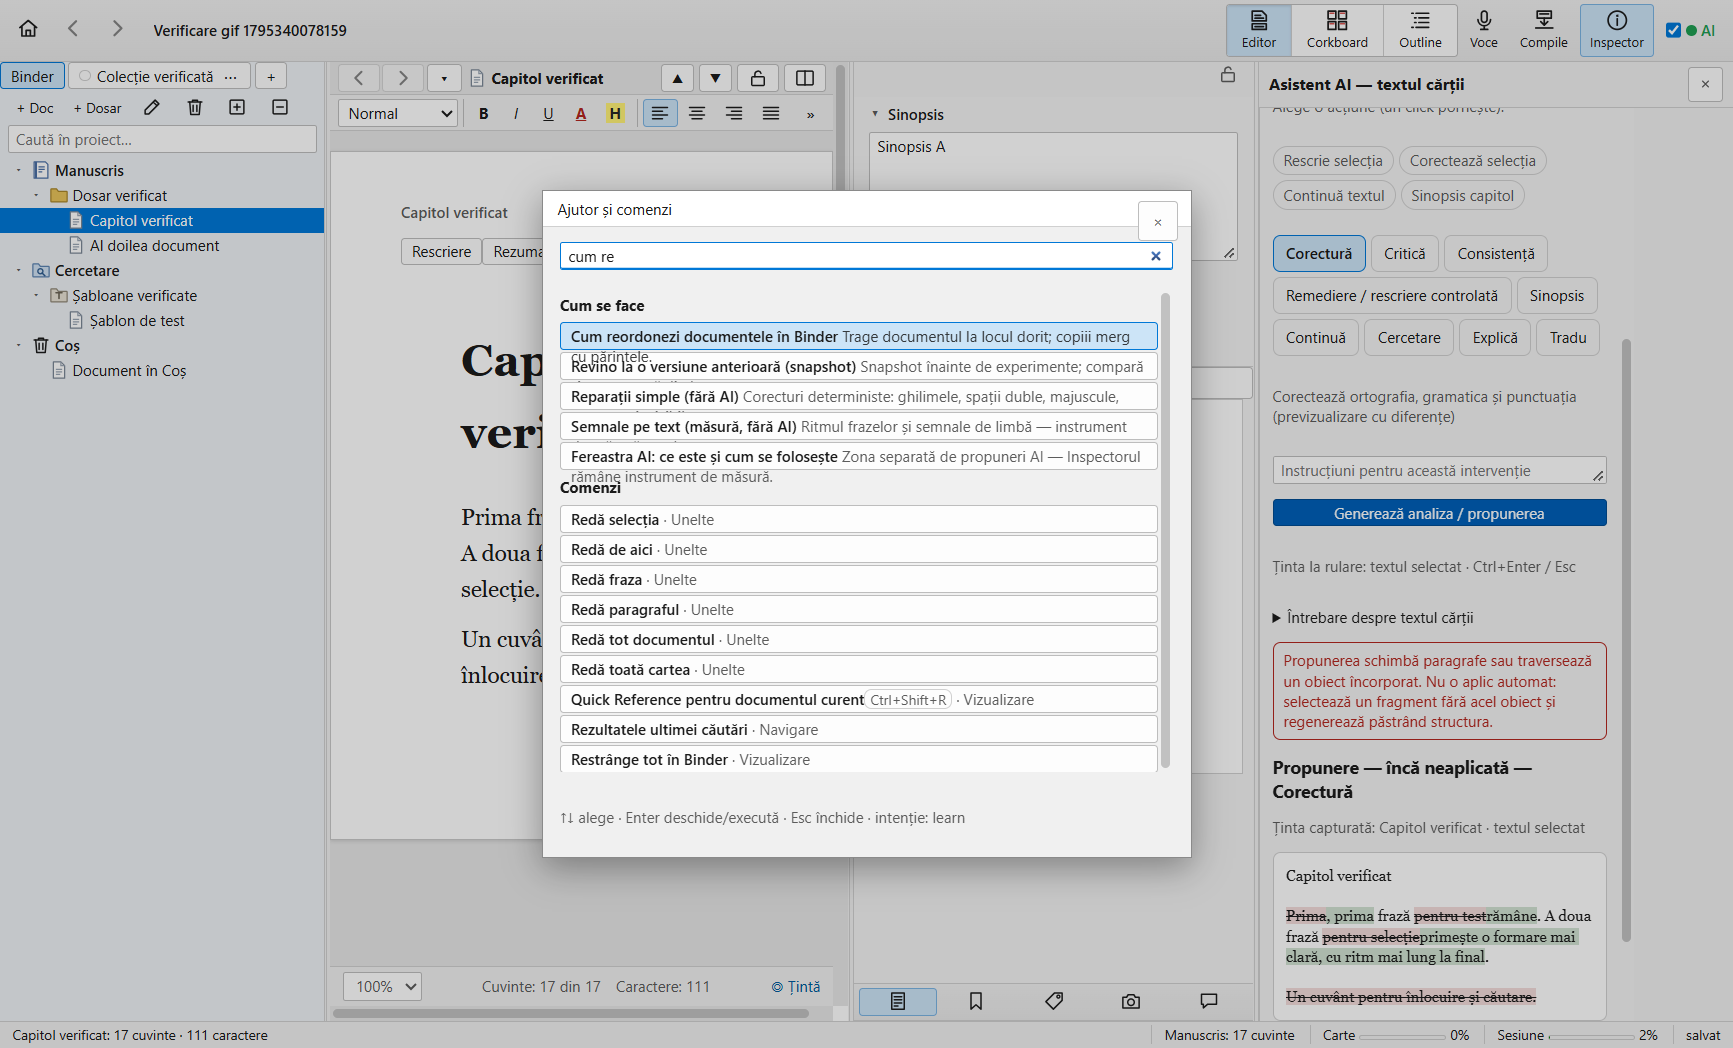 Verificare gif 1795340078159
Editor
Corkboard
Outline
Voce
Compile
Inspector
AI
Binder
Colecție verificată ···
+
+ Doc
+ Dosar
Caută în proiect...
Manuscris
Dosar verificat
Capitol verificat
Al doilea document
Cercetare
Șabloane verificate
Șablon de test
Coș
Document în Coș
Capitol verificat
Normal
B I U A H
»
Capitol verificat
Rescriere
Rezuma
Cap
veri
Prima fr
A doua f
selecție.
Un cuvâ
înlocuire
100%
Cuvinte: 17 din 17
Caractere: 111
Țintă
Sinopsis
Sinopsis A
Ajutor și comenzi
×
cum re
Cum se face
Cum reordonezi documentele în Binder Trage documentul la locul dorit; copiii merg
cu părintele.
Revino la o versiune anterioară (snapshot) Snapshot înainte de experimente; compară
Reparații simple (fără AI) Corecturi deterministe: ghilimele, spații duble, majuscule,
Semnale pe text (măsură, fără AI) Ritmul frazelor și semnale de limbă — instrument
Fereastra AI: ce este și cum se folosește Zona separată de propuneri AI — Inspectorul
rămâne instrument de măsură.
Comenzi
Redă selecția · Unelte
Redă de aici · Unelte
Redă fraza · Unelte
Redă paragraful · Unelte
Redă tot documentul · Unelte
Redă toată cartea · Unelte
Quick Reference pentru documentul curent Ctrl+Shift+R · Vizualizare
Rezultatele ultimei căutări · Navigare
Restrânge tot în Binder · Vizualizare
↑↓ alege · Enter deschide/execută · Esc închide · intenție: learn
Asistent AI — textul cărții
×
Alege o acțiune (un click pornește).
Rescrie selecția
Corectează selecția
Continuă textul
Sinopsis capitol
Corectură
Critică
Consistență
Remediere / rescriere controlată
Sinopsis
Continuă
Cercetare
Explică
Tradu
Corectează ortografia, gramatica și punctuația
(previzualizare cu diferențe)
Instrucțiuni pentru această intervenție
Generează analiza / propunerea
Ținta la rulare: textul selectat · Ctrl+Enter / Esc
Întrebare despre textul cărții
Propunerea schimbă paragrafe sau traversează
un obiect încorporat. Nu o aplic automat:
selectează un fragment fără acel obiect și
regenerează păstrând structura.
Propunere — încă neaplicată —
Corectură
Ținta capturată: Capitol verificat · textul selectat
Capitol verificat
Prima, prima frază pentru testrămâne. A doua
frază pentru selecțieprimește o formare mai
clară, cu ritm mai lung la final.
Un cuvânt pentru înlocuire și căutare.
Capitol verificat: 17 cuvinte · 111 caractere
Manuscris: 17 cuvinte
Carte
0%
Sesiune
2%
salvat